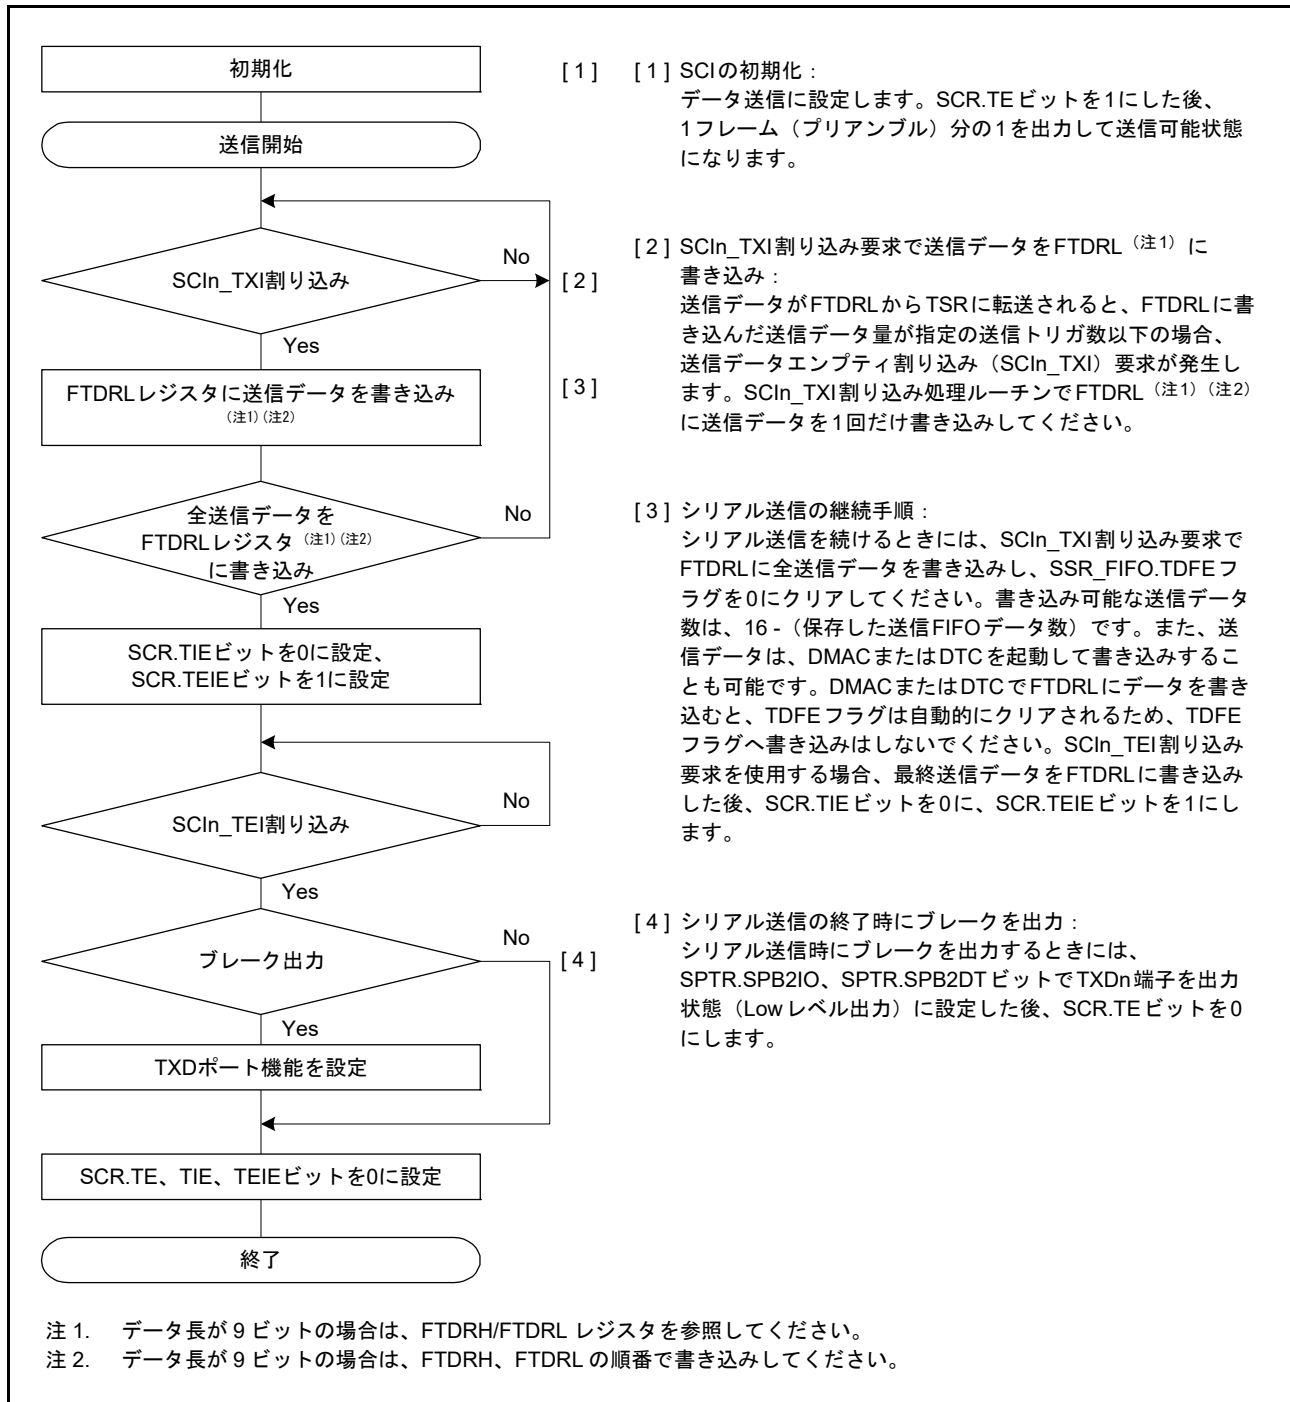 初期化
[ 1 ]
送信開始
SCIn_TXI割り込み
No
[ 2 ]
Yes
FTDRLレジスタに送信データを書き込み
(注1) (注2)
[ 3 ]
全送信データを
FTDRLレジスタ (注1) (注2)
に書き込み
No
Yes
SCR.TIEビットを0に設定、
SCR.TEIEビットを1に設定
SCIn_TEI割り込み
No
Yes
ブレーク出力
No
[ 4 ]
Yes
TXDポート機能を設定
SCR.TE、TIE、TEIEビットを0に設定
終了
[ 1 ] SCIの初期化：
データ送信に設定します。SCR.TEビットを1にした後、
1フレーム（プリアンブル）分の1を出力して送信可能状態
になります。
[ 2 ] SCIn_TXI割り込み要求で送信データをFTDRL（注1）に
書き込み：
送信データがFTDRLからTSRに転送されると、FTDRLに書
き込んだ送信データ量が指定の送信トリガ数以下の場合、
送信データエンプティ割り込み（SCIn_TXI）要求が発生し
ます。SCIn_TXI割り込み処理ルーチンでFTDRL（注1）（注2）
に送信データを1回だけ書き込みしてください。
[ 3 ] シリアル送信の継続手順：
シリアル送信を続けるときには、SCIn_TXI割り込み要求で
FTDRLに全送信データを書き込みし、SSR_FIFO.TDFEフ
ラグを0にクリアしてください。書き込み可能な送信データ
数は、16 -（保存した送信FIFOデータ数）です。また、送
信データは、DMACまたはDTCを起動して書き込みするこ
とも可能です。DMACまたはDTCでFTDRLにデータを書き
込むと、TDFEフラグは自動的にクリアされるため、TDFE
フラグへ書き込みはしないでください。SCIn_TEI割り込み
要求を使用する場合、最終送信データをFTDRLに書き込み
した後、SCR.TIEビットを0に、SCR.TEIEビットを1にし
ます。
[ 4 ] シリアル送信の終了時にブレークを出力：
シリアル送信時にブレークを出力するときには、
SPTR.SPB2IO、SPTR.SPB2DTビットでTXDn端子を出力
状態（Lowレベル出力）に設定した後、SCR.TEビットを0
にします。
注 1. データ長が 9 ビットの場合は、FTDRH/FTDRL レジスタを参照してください。
注 2. データ長が 9 ビットの場合は、FTDRH、FTDRL の順番で書き込みしてください。